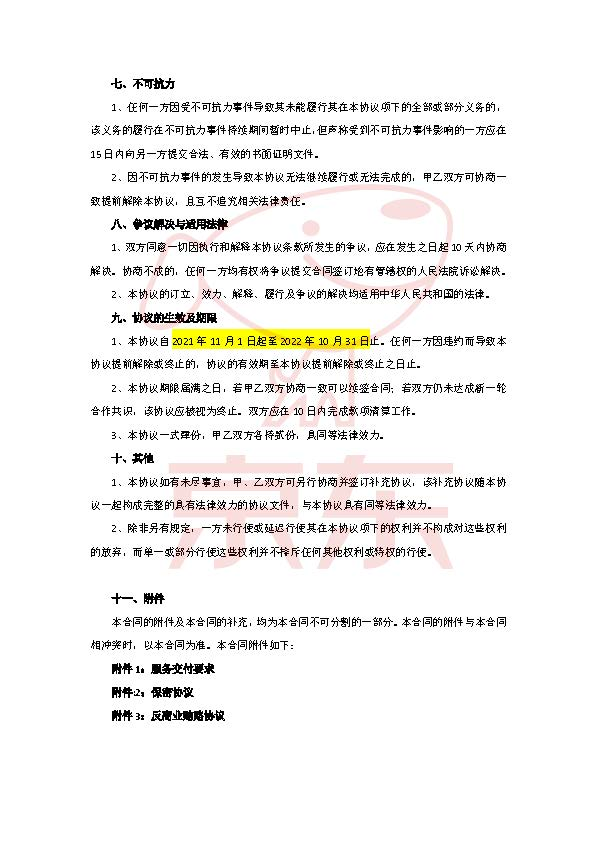 七、不可抗力
1、任何一方因受不可抗力事件导致其未能履行其在本协议项下的全部或部分义务的，
该义务的履行在不可抗力事件持续期间暂时中止，但声称受到不可抗力事件影响的一方应在
15日内向另一方提交合法、有效的书面证明文件。
2、因不可抗力事件的发生导致本协议无法继续履行或无法完成的，甲乙双方可协商一
致提前解除本协议，且互不追究相关法律责任。
八、争议解决与适用法律
1、双方同意一切因执行和解释本协议条款所发生的争议，应在发生之日起10天内协商
解决。协商不成的，任何一方均有权将争议提交合同签订地有管辖权的人民法院诉讼解决。
2、本协议的订立、效力、解释、履行及争议的解决均适用中华人民共和国的法律。
九、协议的生效及期限
1、本协议自2021年11月1日起至2022年10月31日止。任何一方因违约而导致本
协议提前解除或终止的，协议的有效期至本协议提前解除或终止之日止。
2、本协议期限届满之日，若甲乙双方协商一致可以续签合同；若双方仍未达成新一轮
合作共识，该协议应被视为终止。双方应在10日内完成款项清算工作。
3、本协议一式肆份，甲乙双方各持贰份，具同等法律效力。
十、其他
1、本协议如有未尽事宜，甲、乙双方可另行协商并签订补充协议，该补充协议随本协
议一起构成完整的具有法律效力的协议文件，与本协议具有同等法律效力。
2、除非另有规定，一方未行使或延迟行使其在本协议项下的权利并不构成对这些权利
的放弃，而单一或部分行使这些权利并不排斥任何其他权利或特权的行使。
京东
十一、附件
本合同的附件及本合同的补充，均为本合同不可分割的一部分。本合同的附件与本合同
相冲突时，以本合同为准。本合同附件如下：
附件1：服务交付要求
附件:2：保密协议
附件3：反商业贿赂协议